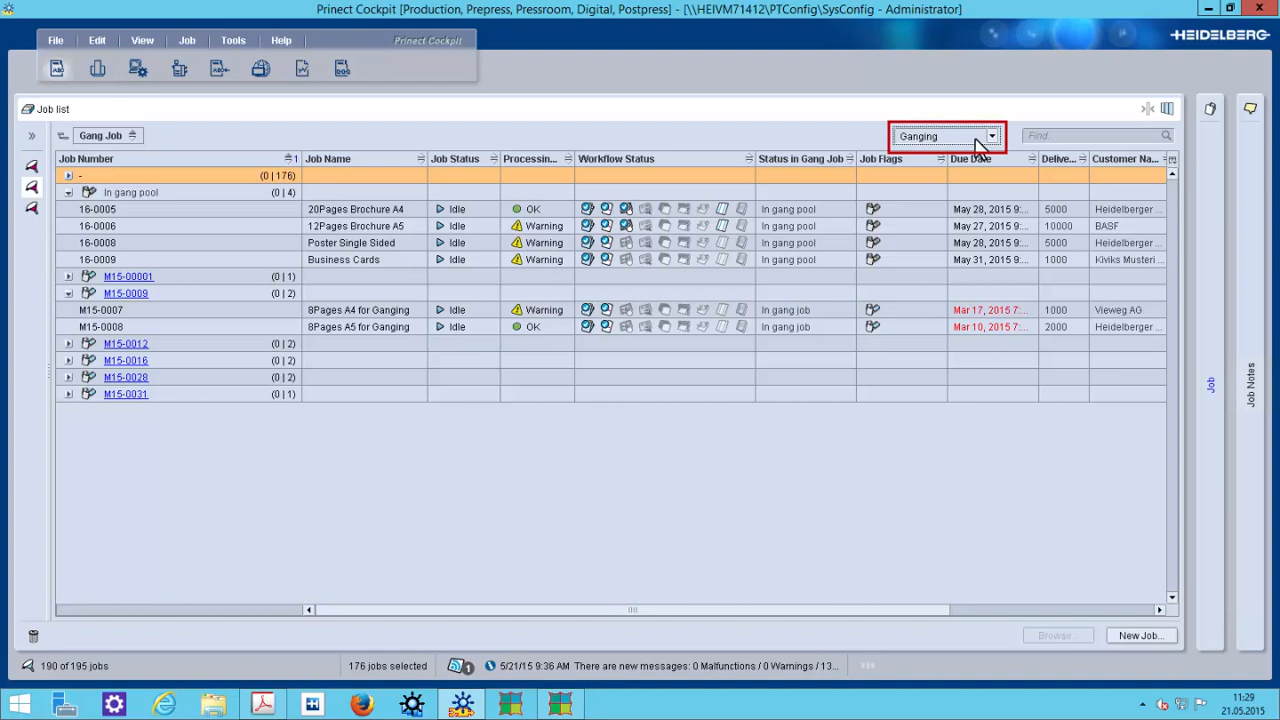 Prinect Cockpit [Production, Prepress, Pressroom, Digital, Postpress] - [\\HEIVM71412\PTConfig\SysConfig - Administrator]
File Edit View Job Tools Help Prinect Cockpit
HEIDELBERG
Job list
Gang Job Ganging Find...
Job Number 1 Job Name Job Status Processin... Workflow Status Status in Gang Job Job Flags Due Date Delive... Customer Na...
- (0 | 176)
In gang pool (0 | 4)
16-0005 20Pages Brochure A4 Idle OK In gang pool May 28, 2015 9:... 5000 Heidelberger ...
16-0006 12Pages Brochure A5 Idle Warning In gang pool May 27, 2015 9:... 10000 BASF
16-0008 Poster Single Sided Idle Warning In gang pool May 28, 2015 9:... 5000 Heidelberger ...
16-0009 Business Cards Idle Warning In gang pool May 31, 2015 9:... 1000 Kiviks Musteri ...
M15-00001 (0 | 1)
M15-0009 (0 | 2)
M15-0007 8Pages A4 for Ganging Idle Warning In gang job Mar 17, 2015 7:... 1000 Vieweg AG
M15-0008 8Pages A5 for Ganging Idle OK In gang job Mar 10, 2015 7:... 2000 Heidelberger ...
M15-0012 (0 | 2)
M15-0016 (0 | 2)
M15-0028 (0 | 2)
M15-0031 (0 | 1)
Job
Job Notes
Browse... New Job...
190 of 195 jobs 176 jobs selected 1 5/21/15 9:36 AM There are new messages: 0 Malfunctions / 0 Warnings / 13...
11:29
21.05.2015